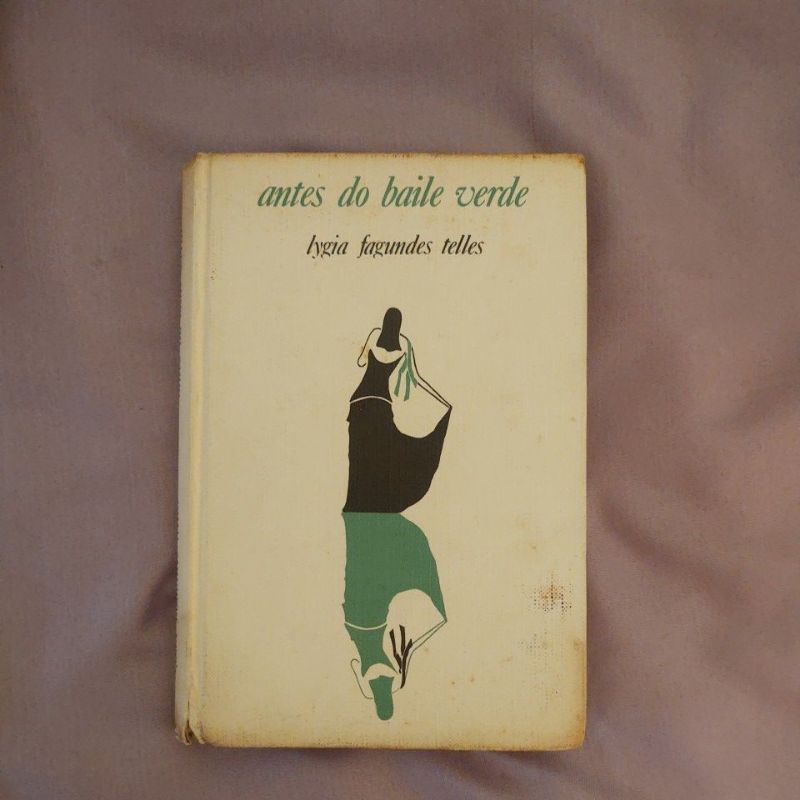 antes do baile verde
lygia fagundes telles